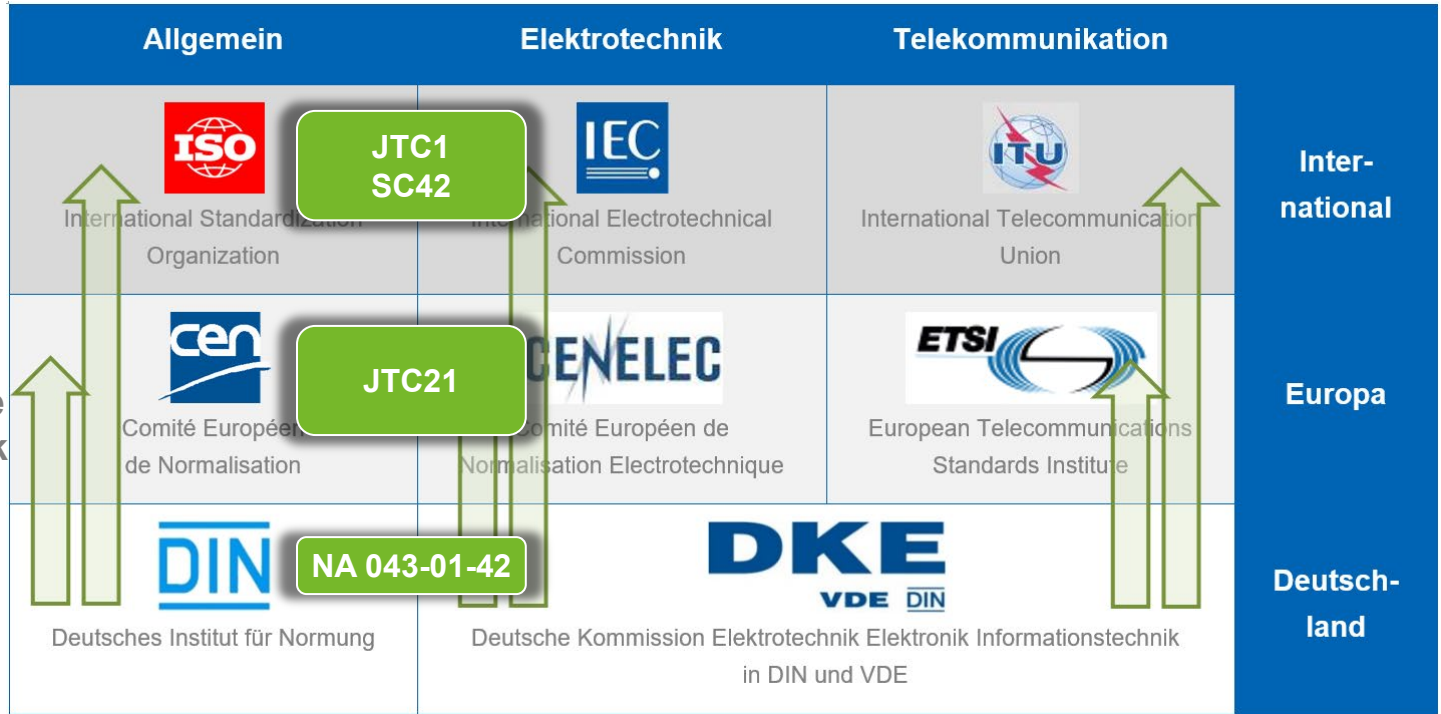 Allgemein
Elektrotechnik
Telekommunikation
ISO
JTC1
SC42
IEC
ITU
Inter-
national
International Standardization
Organization
International Electrotechnical
Commission
International Telecommunication
Union
cen
JTC21
CENELEC
ETSI
Europa
e
k
Comité Européen
de Normalisation
Comité Européen de
Normalisation Electrotechnique
European Telecommunications
Standards Institute
DIN
NA 043-01-42
DKE
VDE DIN
Deutsch-
land
Deutsches Institut für Normung
Deutsche Kommission Elektrotechnik Elektronik Informationstechnik
in DIN und VDE